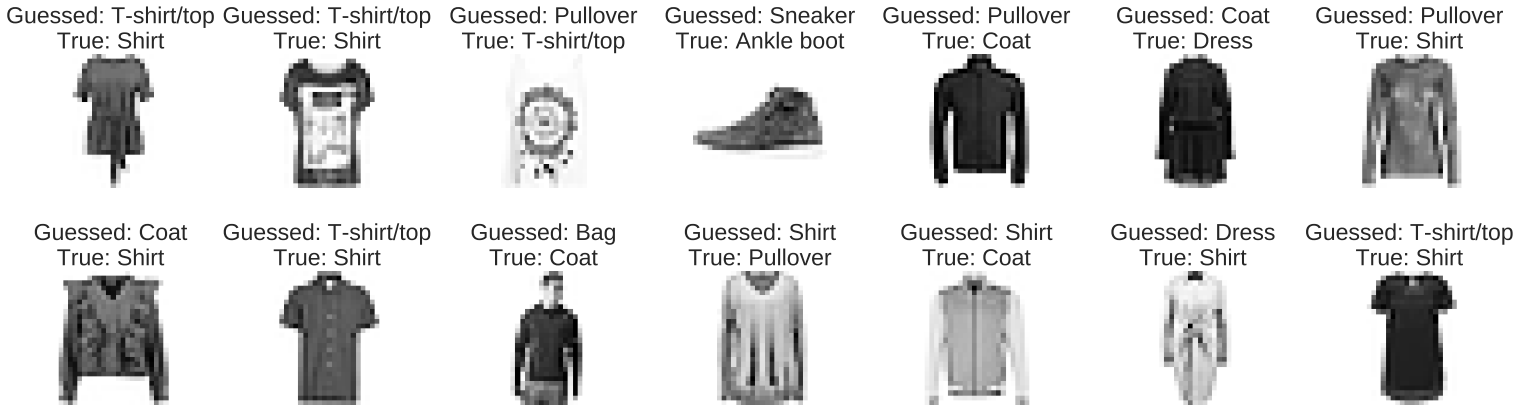 Guessed: T-shirt/top
True: Shirt
Guessed: T-shirt/top
True: Shirt
Guessed: Pullover
True: T-shirt/top
Guessed: Sneaker
True: Ankle boot
Guessed: Pullover
True: Coat
Guessed: Coat
True: Dress
Guessed: Pullover
True: Shirt
Guessed: Coat
True: Shirt
Guessed: T-shirt/top
True: Shirt
Guessed: Bag
True: Coat
Guessed: Shirt
True: Pullover
Guessed: Shirt
True: Coat
Guessed: Dress
True: Shirt
Guessed: T-shirt/top
True: Shirt